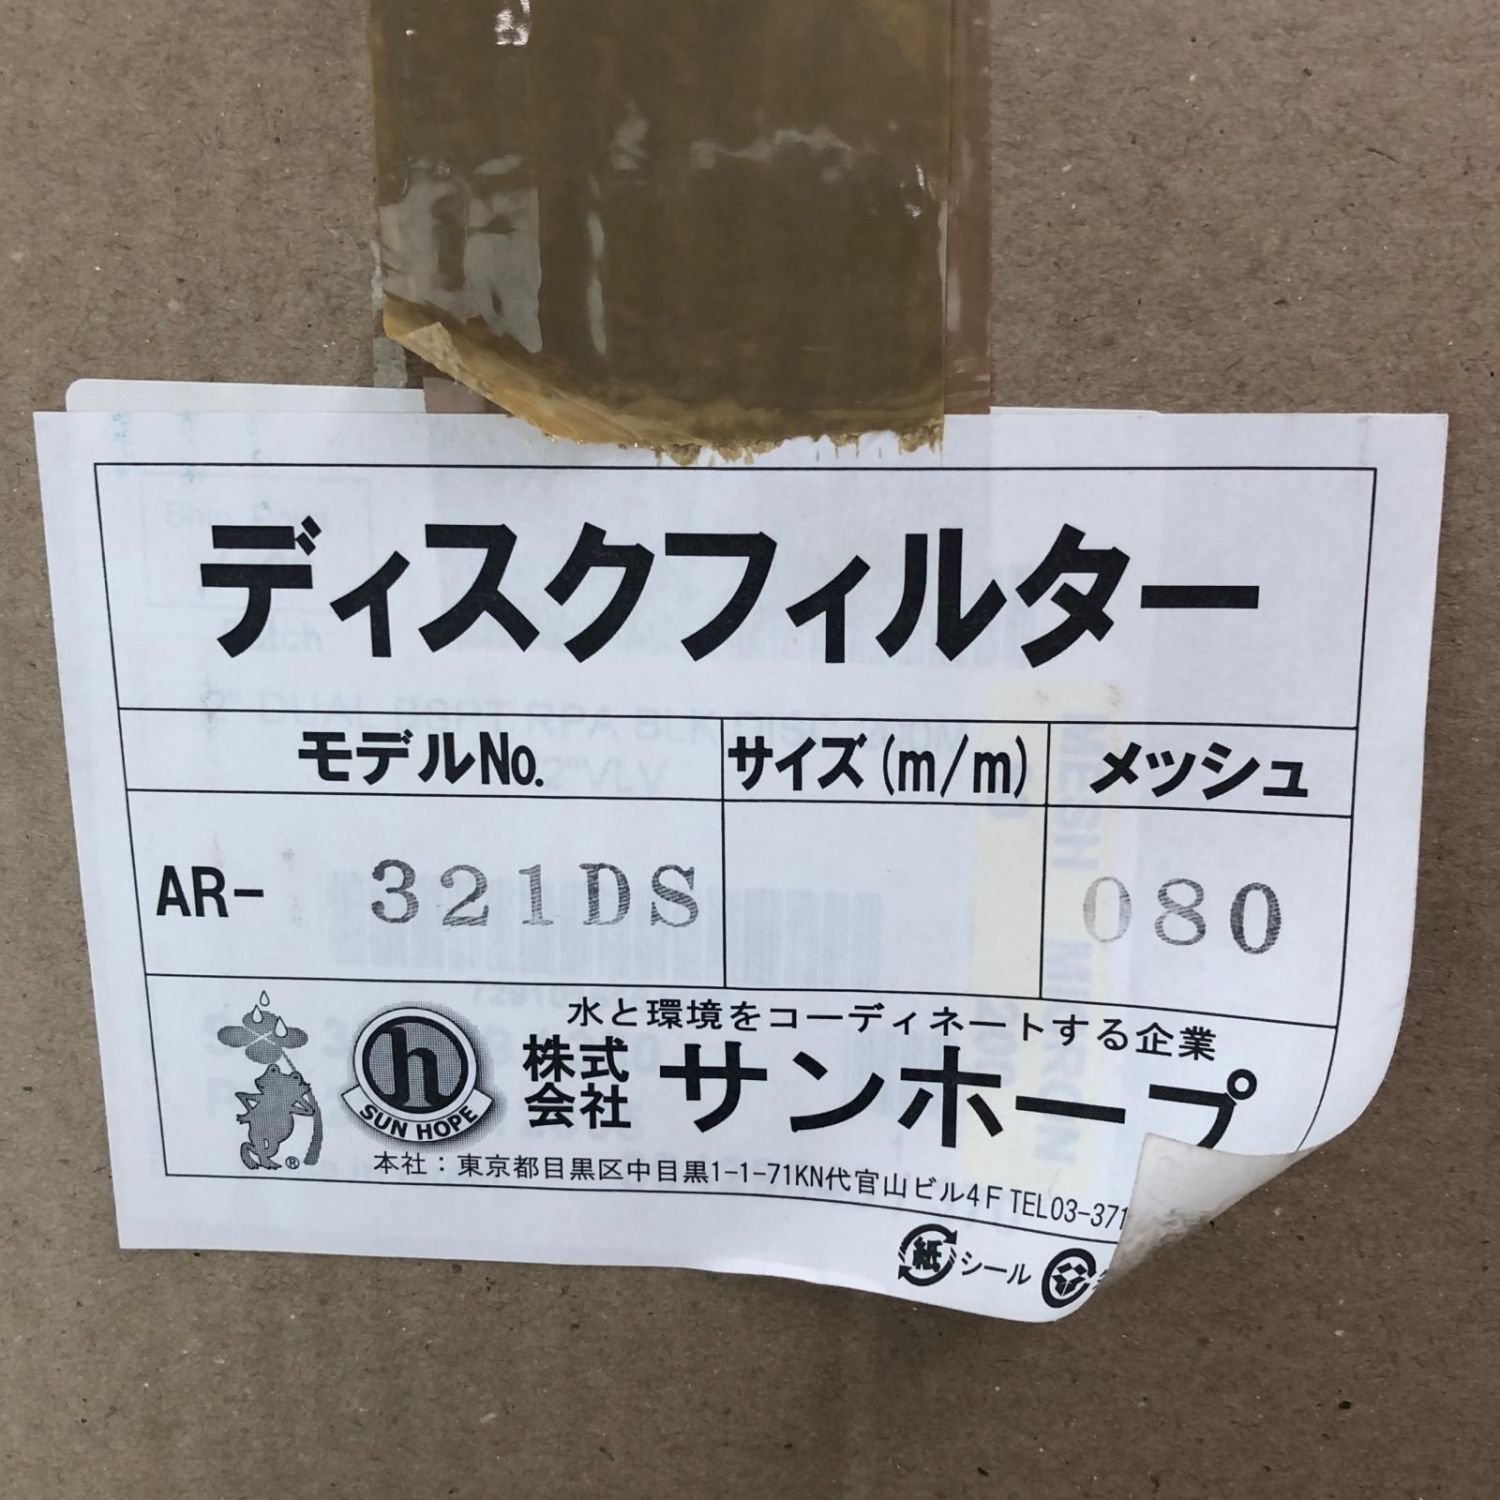 ディスクフィルター
モデルNo. サイズ(m/m) メッシュ
AR- 321DS 080
水と環境をコーディネートする企業
株式会社 サンホープ
SUN HOPE
本社:東京都目黒区中目黒1-1-71KN代官山ビル4F TEL03-371
紙 シール